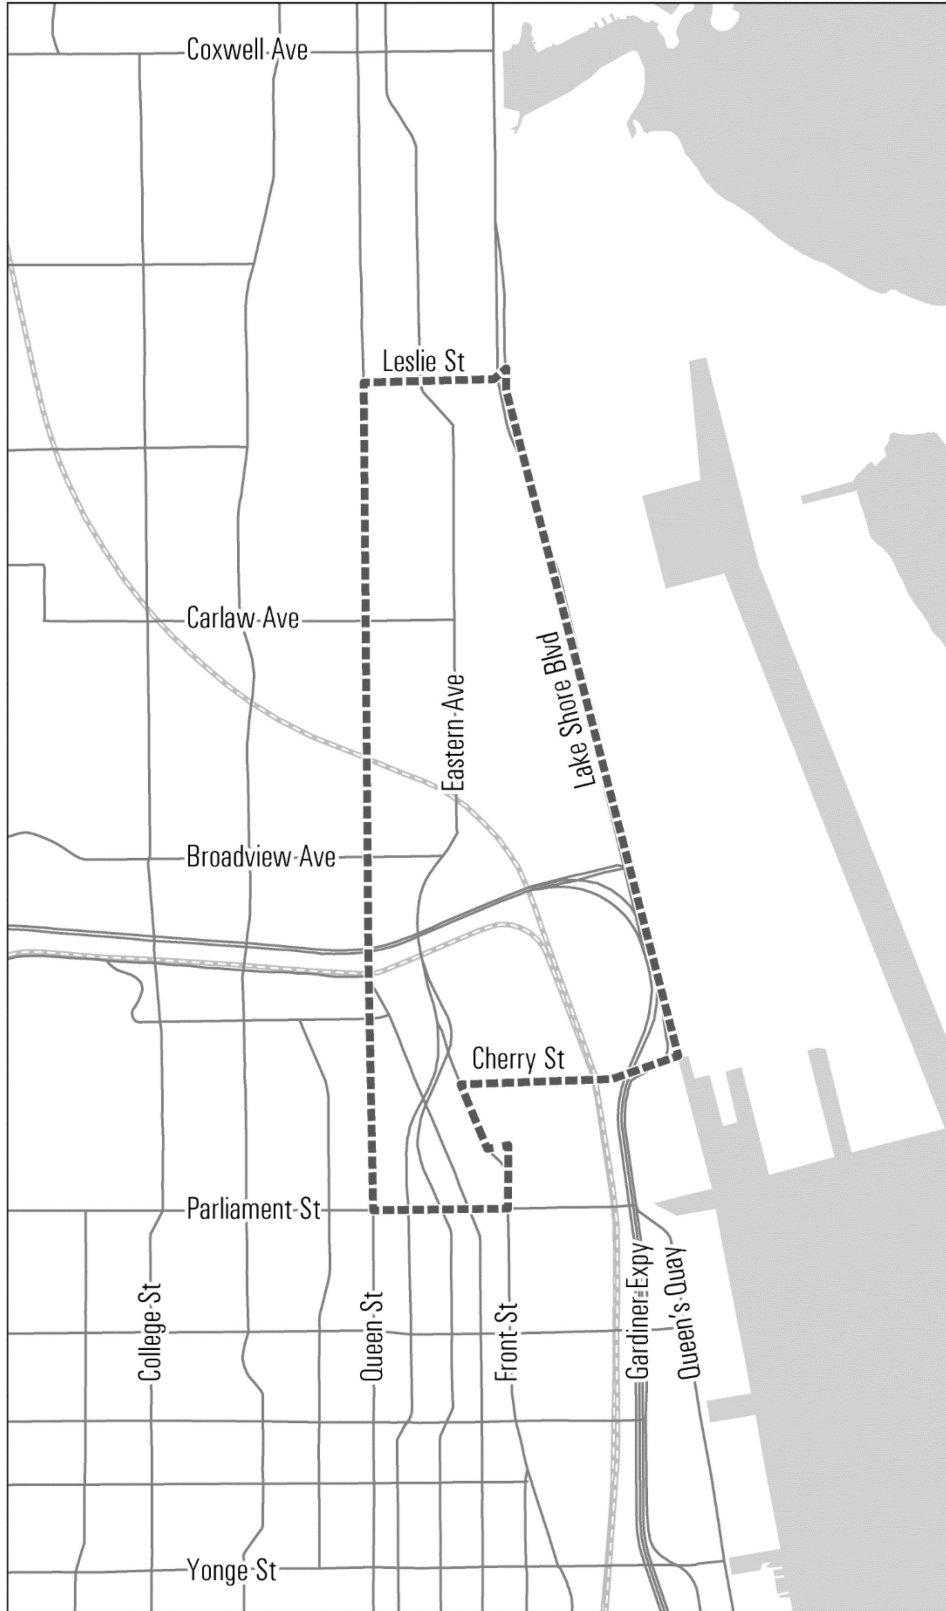 Coxwell Ave
Leslie St
Carlaw Ave
Lake Shore Blvd
Eastern Ave
Broadview Ave
Cherry St
Parliament St
College St
Queen St
Front St
Gardiner Expy
Queen's Quay
Yonge St